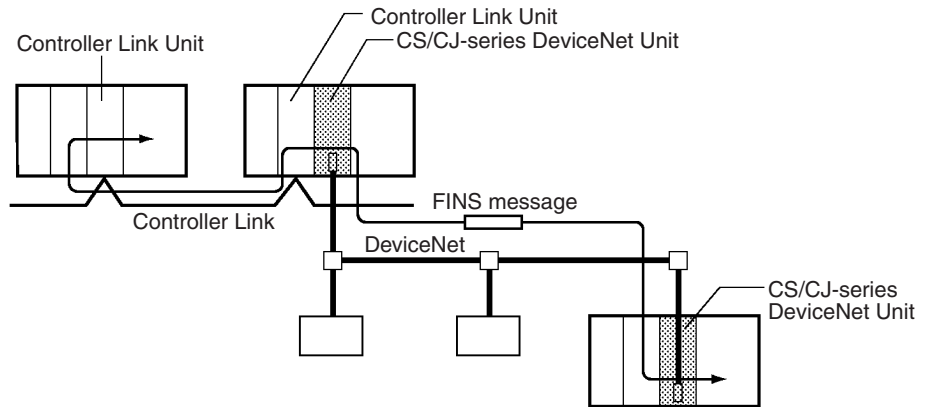 Controller Link Unit
Controller Link Unit
CS/CJ-series DeviceNet Unit
FINS message
Controller Link
DeviceNet
CS/CJ-series
DeviceNet Unit